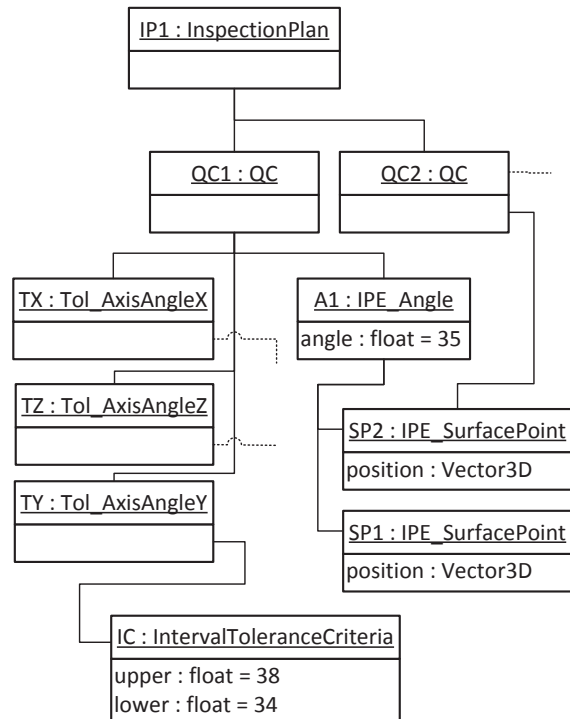 IP1 : InspectionPlan
QC1 : QC
QC2 : QC
TX : Tol_AxisAngleX
A1 : IPE_Angle
angle : float = 35
TZ : Tol_AxisAngleZ
SP2 : IPE_SurfacePoint
position : Vector3D
TY : Tol_AxisAngleY
SP1 : IPE_SurfacePoint
position : Vector3D
IC : IntervalToleranceCriteria
upper : float = 38
lower : float = 34